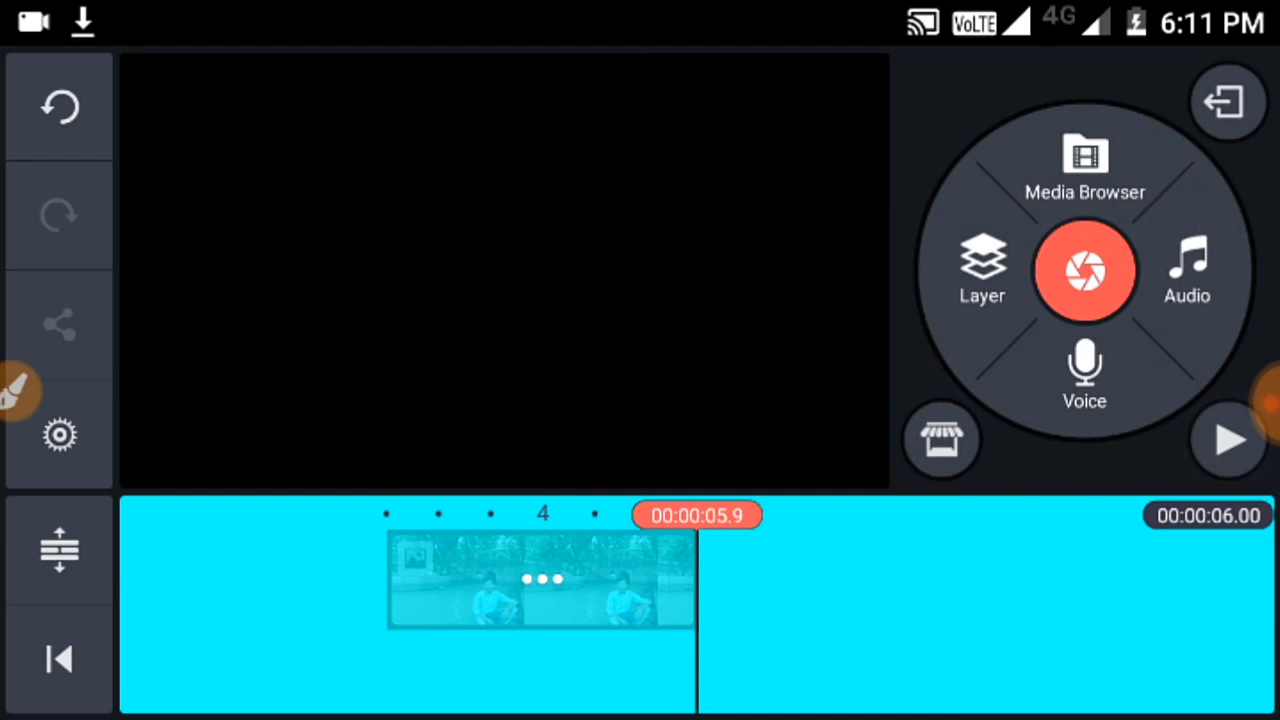 VoLTE 4G 6:11 PM
Media Browser
Layer
Audio
Voice
4
00:00:05.9
00:00:06.00